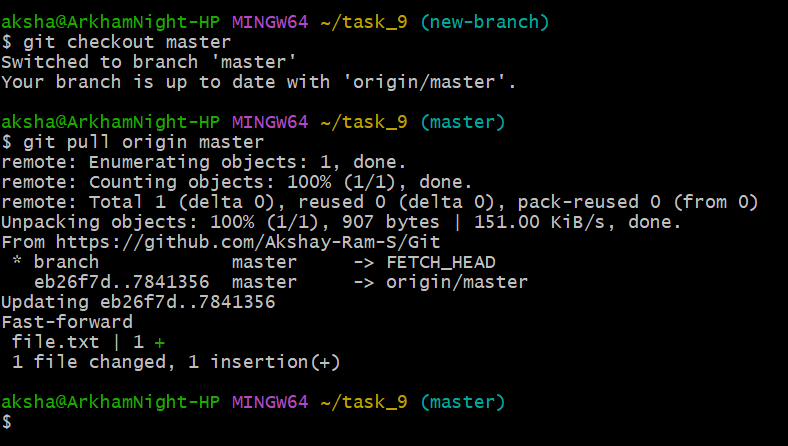 aksha@ArkhamNight-HP MINGW64 ~/task_9 (new-branch)
$ git checkout master
Switched to branch 'master'
Your branch is up to date with 'origin/master'.
aksha@ArkhamNight-HP MINGW64 ~/task_9 (master)
$ git pull origin master
remote: Enumerating objects: 1, done.
remote: Counting objects: 100% (1/1), done.
remote: Total 1 (delta 0), reused 0 (delta 0), pack-reused 0 (from 0)
Unpacking objects: 100% (1/1), 907 bytes | 151.00 KiB/s, done.
From https://github.com/Akshay-Ram-S/Git
 * branch            master     -> FETCH_HEAD
   eb26f7d..7841356  master     -> origin/master
Updating eb26f7d..7841356
Fast-forward
 file.txt | 1 +
 1 file changed, 1 insertion(+)
aksha@ArkhamNight-HP MINGW64 ~/task_9 (master)
$